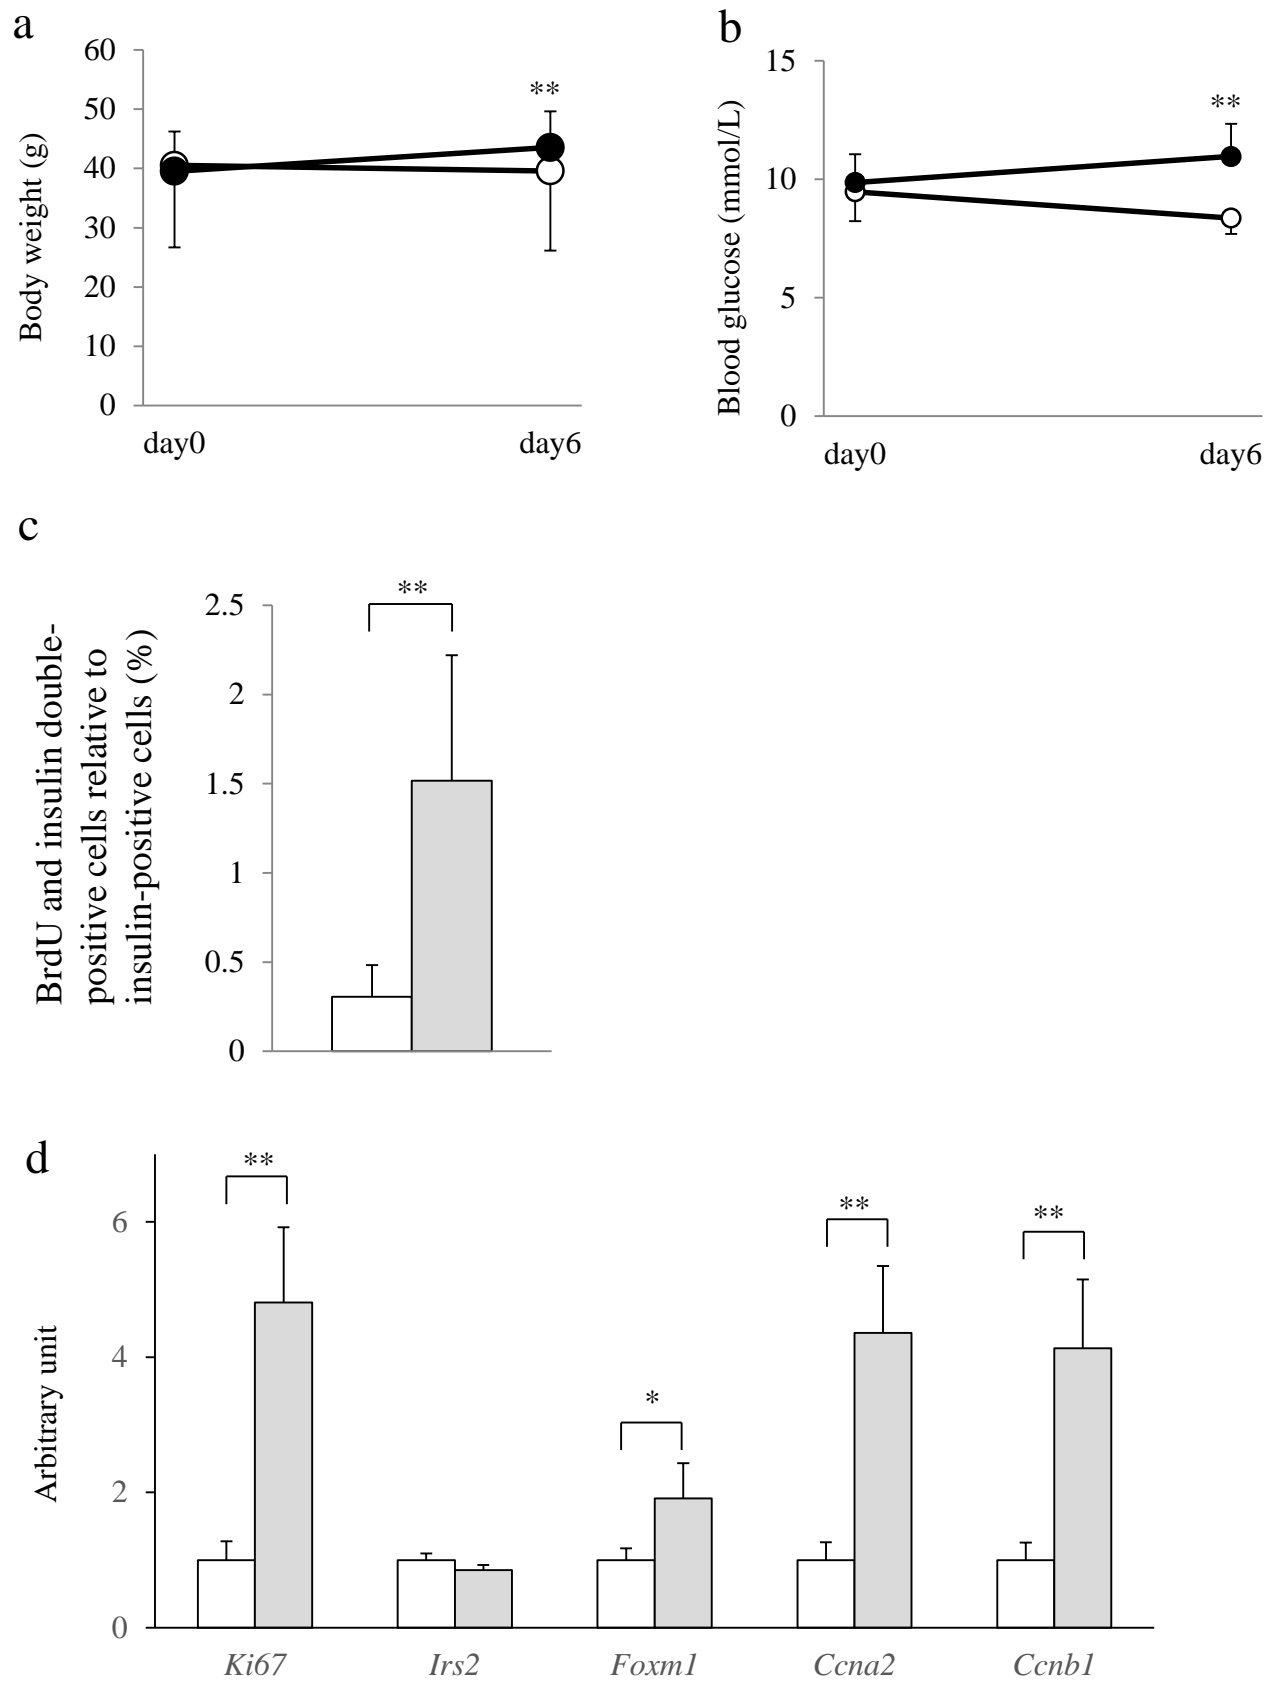 a
60
50
40
30
20
10
0
Body weight (g)
**
day0
day6
b
15
10
5
0
Blood glucose (mmol/L)
**
day0
day6
c
BrdU and insulin double-
positive cells relative to
insulin-positive cells (%)
2.5
2
1.5
1
0.5
0
**
d
Arbitrary unit
6
4
2
0
**
*
**
**
Ki67
Irs2
Foxm1
Ccna2
Ccnb1